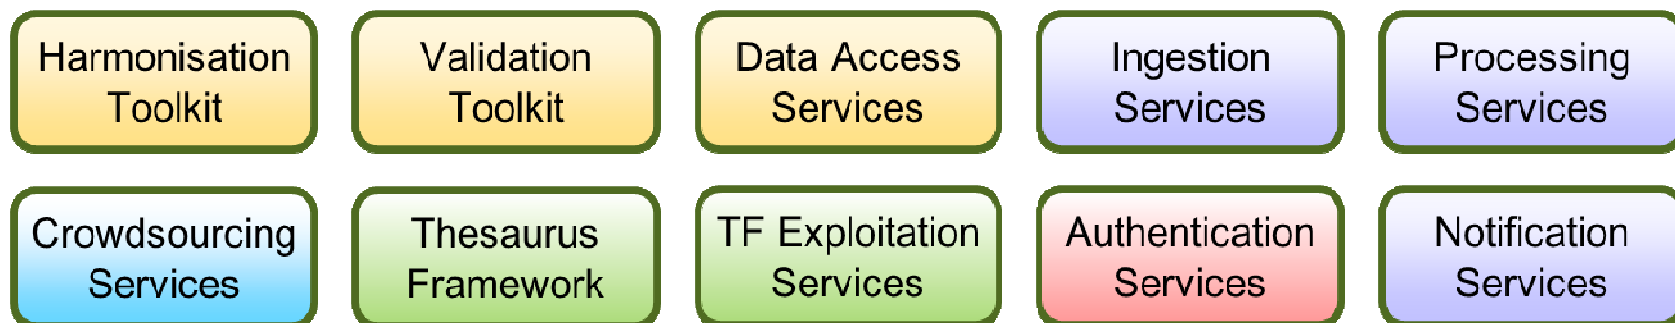 Harmonisation
Toolkit
Validation
Toolkit
Data Access
Services
Ingestion
Services
Processing
Services
Crowdsourcing
Services
Thesaurus
Framework
TF Exploitation
Services
Authentication
Services
Notification
Services